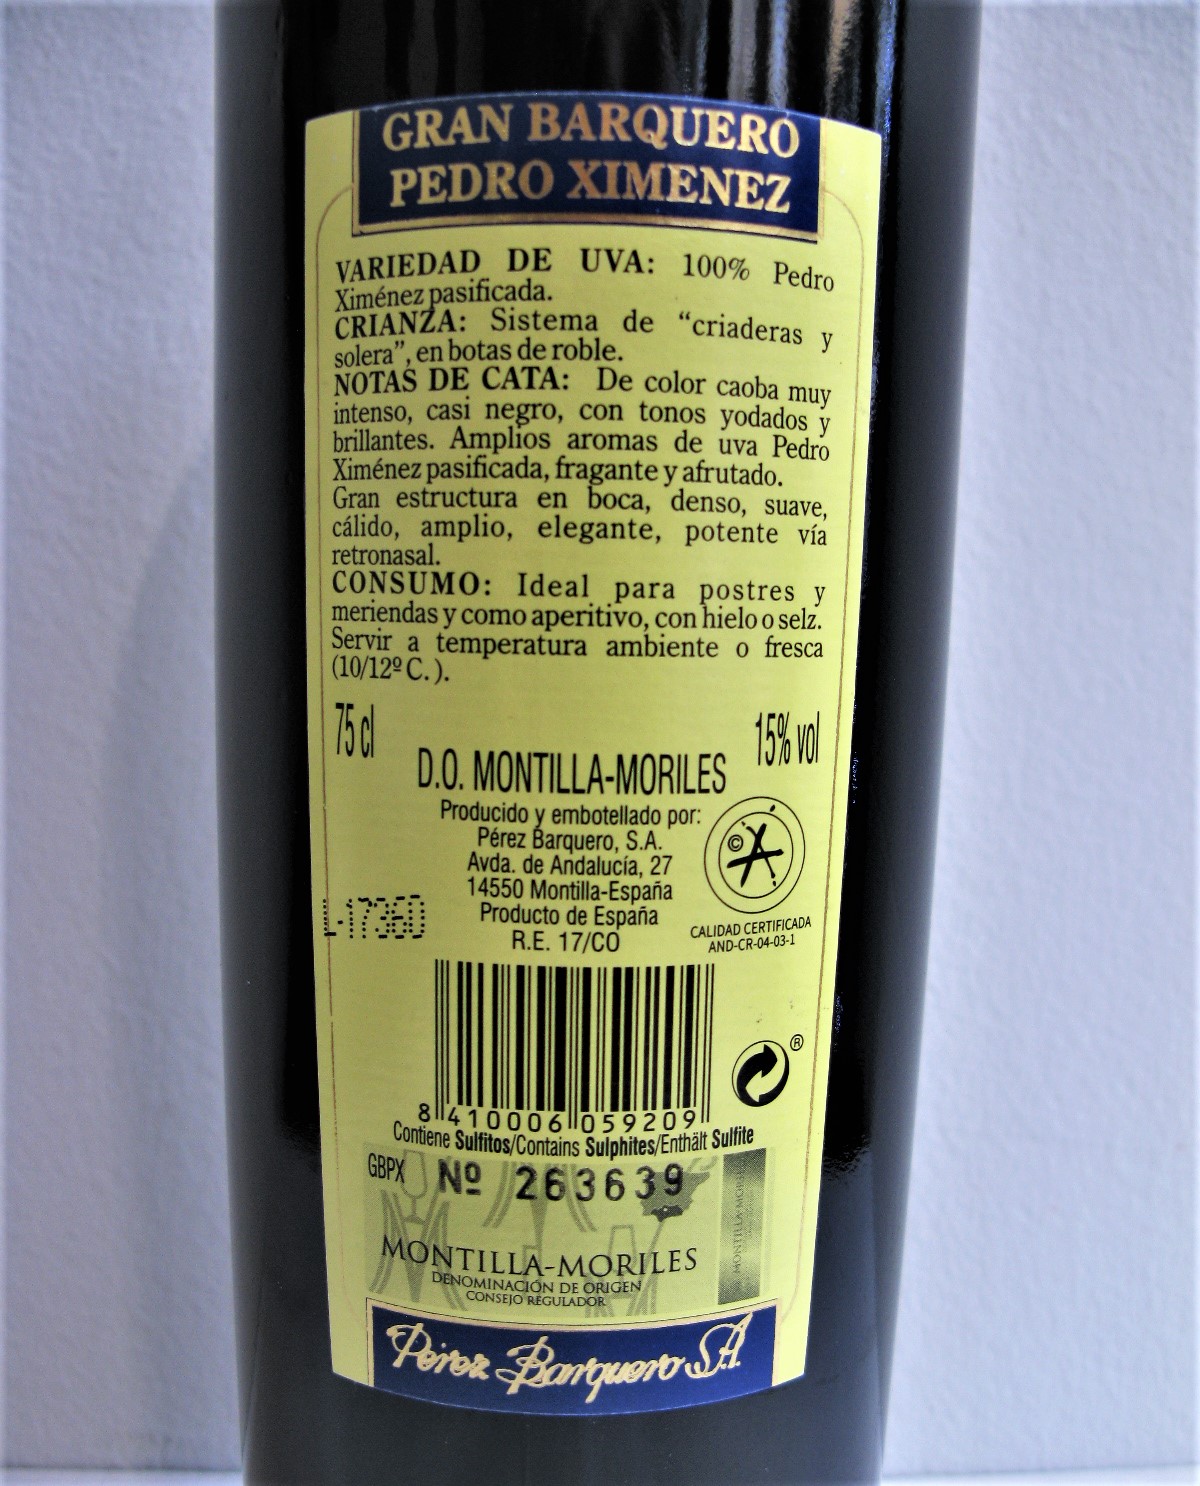 GRAN BARQUERO
PEDRO XIMENEZ
VARIEDAD DE UVA: 100% Pedro
Ximénez pasificada.
CRIANZA: Sistema de "criaderas y
solera", en botas de roble.
NOTAS DE CATA: De color caoba muy
intenso, casi negro, con tonos yodados y
brillantes. Amplios aromas de uva Pedro
Ximénez pasificada, fragante y afrutado.
Gran estructura en boca, denso, suave,
cálido, amplio, elegante, potente vía
retronasal.
CONSUMO: Ideal para postres y
meriendas y como aperitivo, con hielo o selz.
Servir a temperatura ambiente o fresca
(10/12º C.).
75 cl
15% vol
D.O. MONTILLA-MORILES
Producido y embotellado por:
Pérez Barquero, S.A.
Avda. de Andalucía, 27
14550 Montilla-España
Producto de España
R.E. 17/CO
L-17360
© A
CALIDAD CERTIFICADA
AND-CR-04-03-1
®
8 410006 059209
Contiene Sulfitos/Contains Sulphites/Enthält Sulfite
GBPX Nº 263639
MONTILLA-MORILES
DENOMINACIÓN DE ORIGEN
CONSEJO REGULADOR
MONTILLA-MORILES
Pérez Barquero S.A.